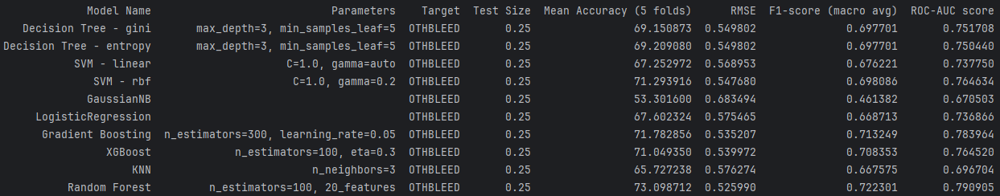 Model Name Parameters Target Test Size Mean Accuracy (5 folds) RMSE F1-score (macro avg) ROC-AUC score
Decision Tree - gini max_depth=3, min_samples_leaf=5 OTHBLEED 0.25 69.150873 0.549802 0.697701 0.751708
Decision Tree - entropy max_depth=3, min_samples_leaf=5 OTHBLEED 0.25 69.209080 0.549802 0.697701 0.750440
SVM - linear C=1.0, gamma=auto OTHBLEED 0.25 67.252972 0.568953 0.676221 0.737750
SVM - rbf C=1.0, gamma=0.2 OTHBLEED 0.25 71.293916 0.547680 0.698086 0.764634
GaussianNB OTHBLEED 0.25 53.301600 0.683494 0.461382 0.670503
LogisticRegression OTHBLEED 0.25 67.602324 0.575465 0.668713 0.736866
Gradient Boosting n_estimators=300, learning_rate=0.05 OTHBLEED 0.25 71.782856 0.535207 0.713249 0.783964
XGBoost n_estimators=100, eta=0.3 OTHBLEED 0.25 71.049350 0.539972 0.708353 0.764520
KNN n_neighbors=3 OTHBLEED 0.25 65.727238 0.576274 0.667575 0.696704
Random Forest n_estimators=100, 20_features OTHBLEED 0.25 73.098712 0.525990 0.722301 0.790905